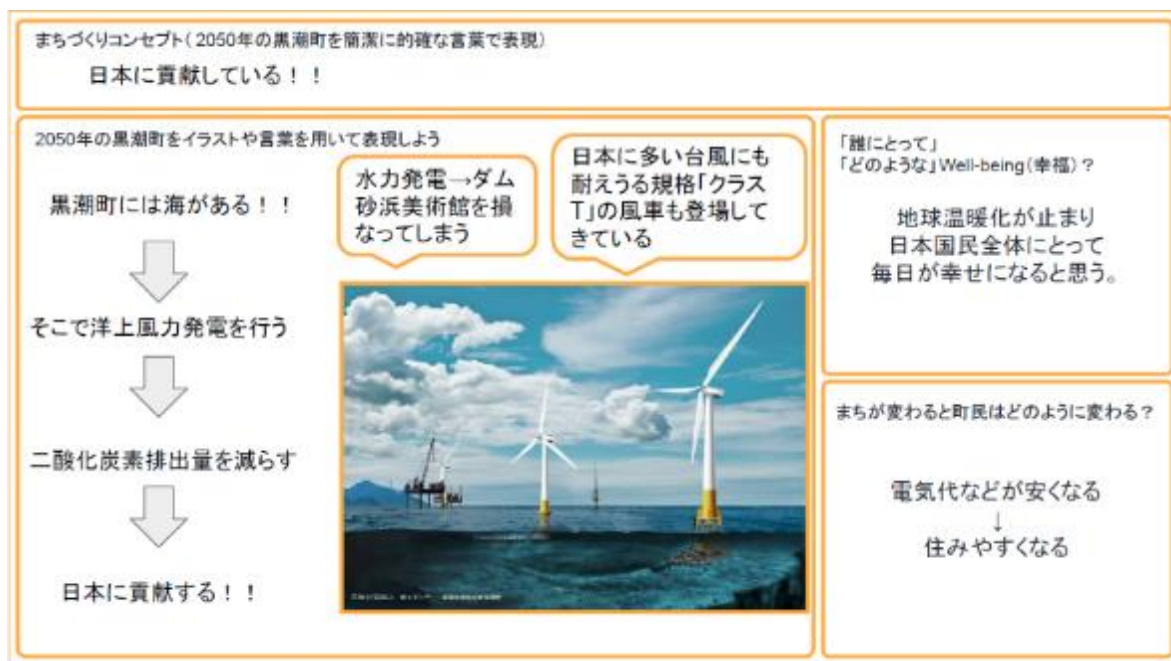 まちづくりコンセプト(2050年の黒潮町を簡潔に的確な言葉で表現)
日本に貢献している!!
2050年の黒潮町をイラストや言葉を用いて表現しよう
黒潮町には海がある!!
そこで洋上風力発電を行う
二酸化炭素排出量を減らす
日本に貢献する!!
水力発電→ダム
砂浜美術館を損
なってしまう
日本に多い台風にも
耐えうる規格「クラス
T」の風車も登場して
きている
「誰にとって」
「どのような」Well-being(幸福)?
地球温暖化が止まり
日本国民全体にとって
毎日が幸せになると思う。
まちが変わると町民はどのように変わる?
電気代などが安くなる
↓
住みやすくなる